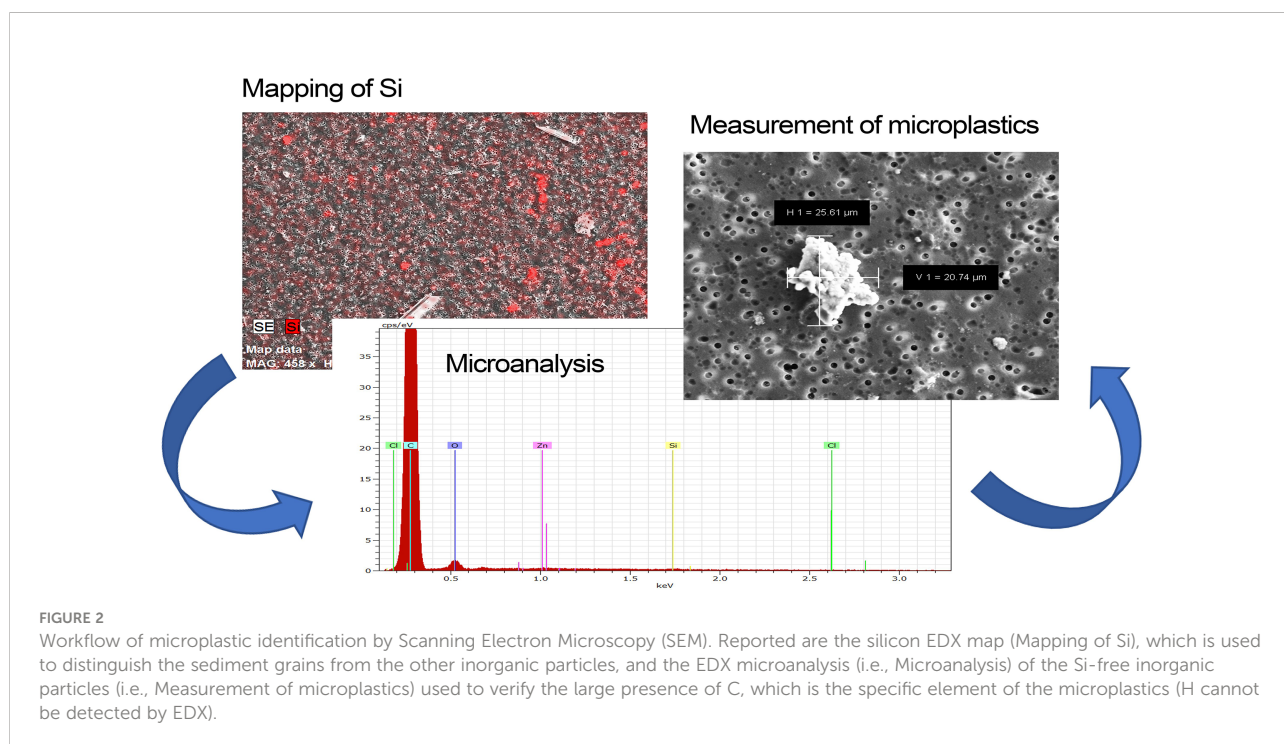 Mapping of Si
Measurement of microplastics
H 1 = 25.61 µm
V 1 = 20.74 µm
SE Si
Map data
MAG: 458 x H
cps/eV
Microanalysis
35
30
25
20
15
10
5
0
Cl C O Zn Si Cl
0.5 1.0 1.5 2.0 2.5 3.0
keV
FIGURE 2
Workflow of microplastic identification by Scanning Electron Microscopy (SEM). Reported are the silicon EDX map (Mapping of Si), which is used
to distinguish the sediment grains from the other inorganic particles, and the EDX microanalysis (i.e., Microanalysis) of the Si-free inorganic
particles (i.e., Measurement of microplastics) used to verify the large presence of C, which is the specific element of the microplastics (H cannot
be detected by EDX).